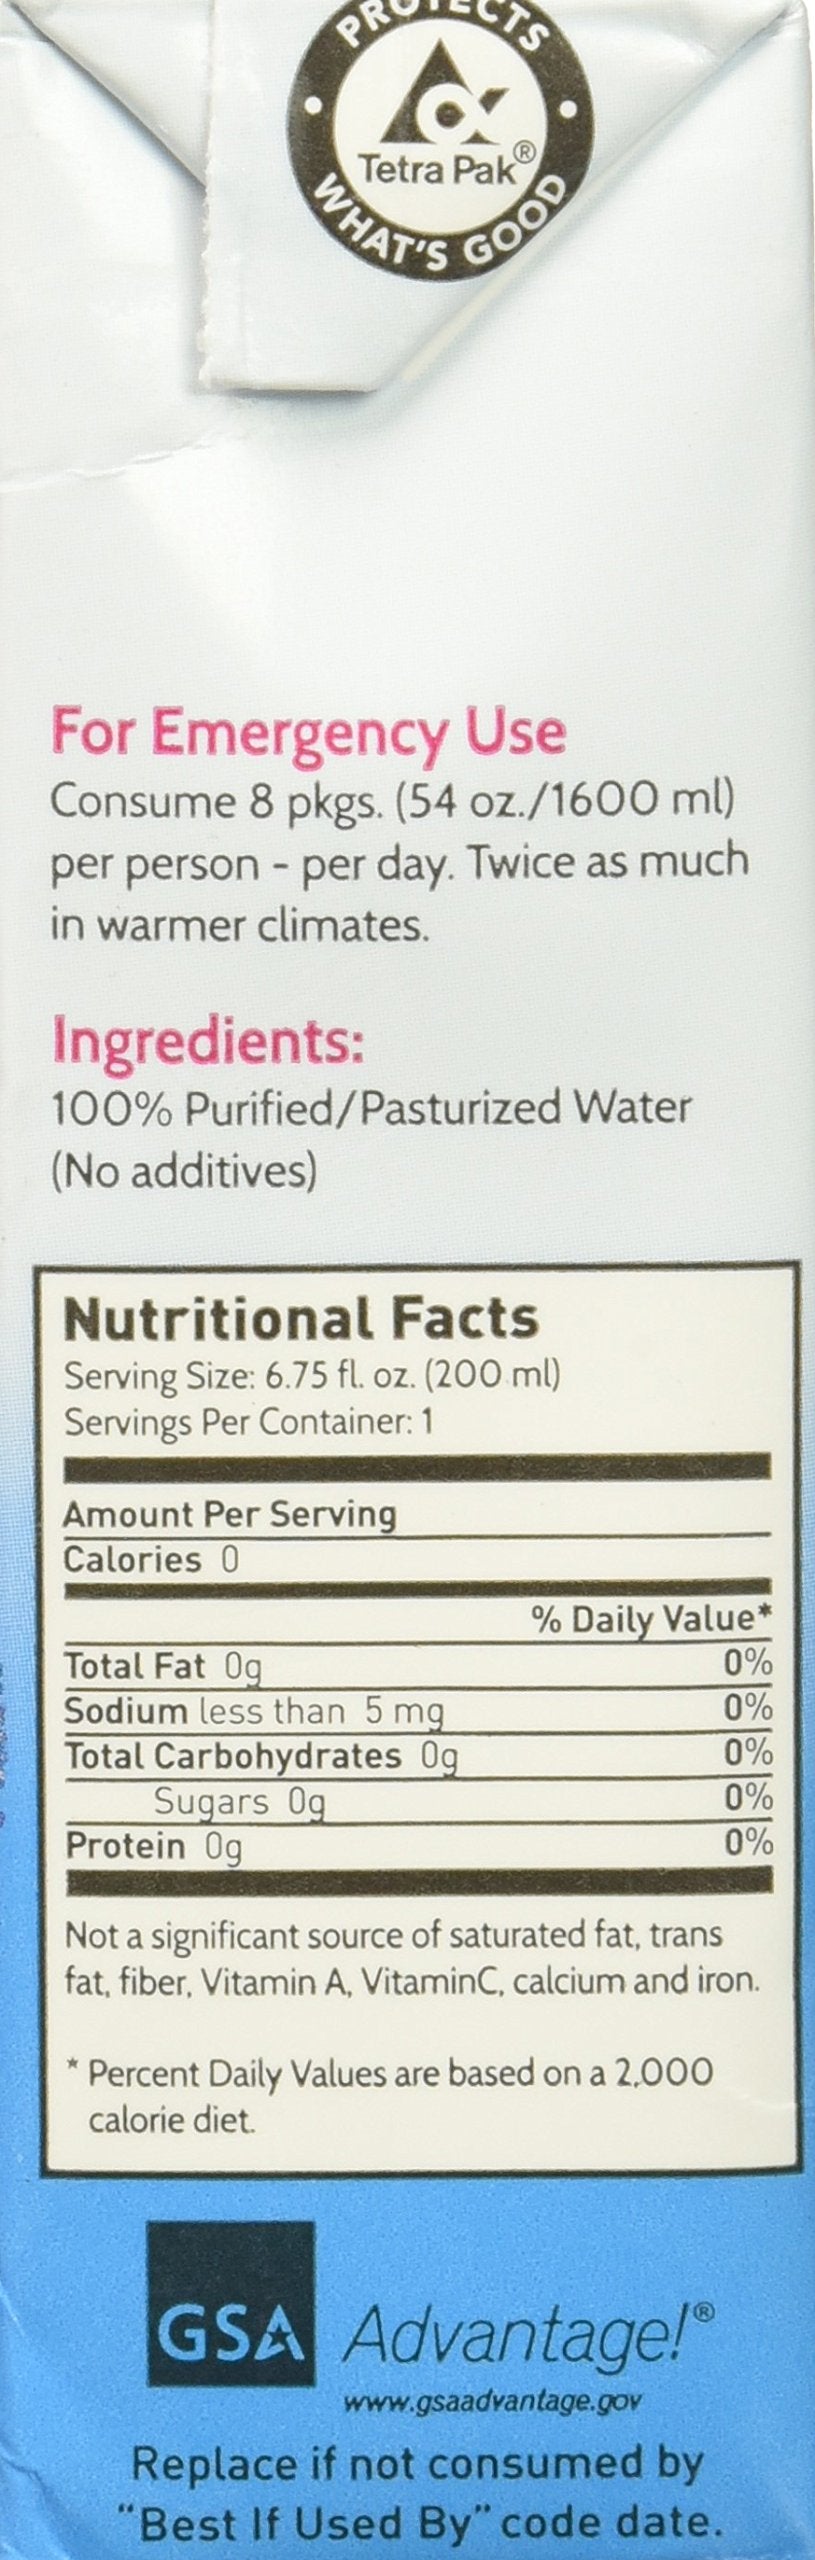 PROTECTS
Tetra Pak®
WHAT'S GOOD
For Emergency Use
Consume 8 pkgs. (54 oz./1600 ml)
per person - per day. Twice as much
in warmer climates.
Ingredients:
100% Purified/Pasturized Water
(No additives)
Nutritional Facts
Serving Size: 6.75 fl. oz. (200 ml)
Servings Per Container: 1
Amount Per Serving
Calories 0
% Daily Value*
Total Fat 0g 0%
Sodium less than 5 mg 0%
Total Carbohydrates 0g 0%
Sugars 0g 0%
Protein 0g 0%
Not a significant source of saturated fat, trans
fat, fiber, Vitamin A, VitaminC, calcium and iron.
* Percent Daily Values are based on a 2,000
calorie diet.
GSA Advantage!®
www.gsaadvantage.gov
Replace if not consumed by
"Best If Used By" code date.